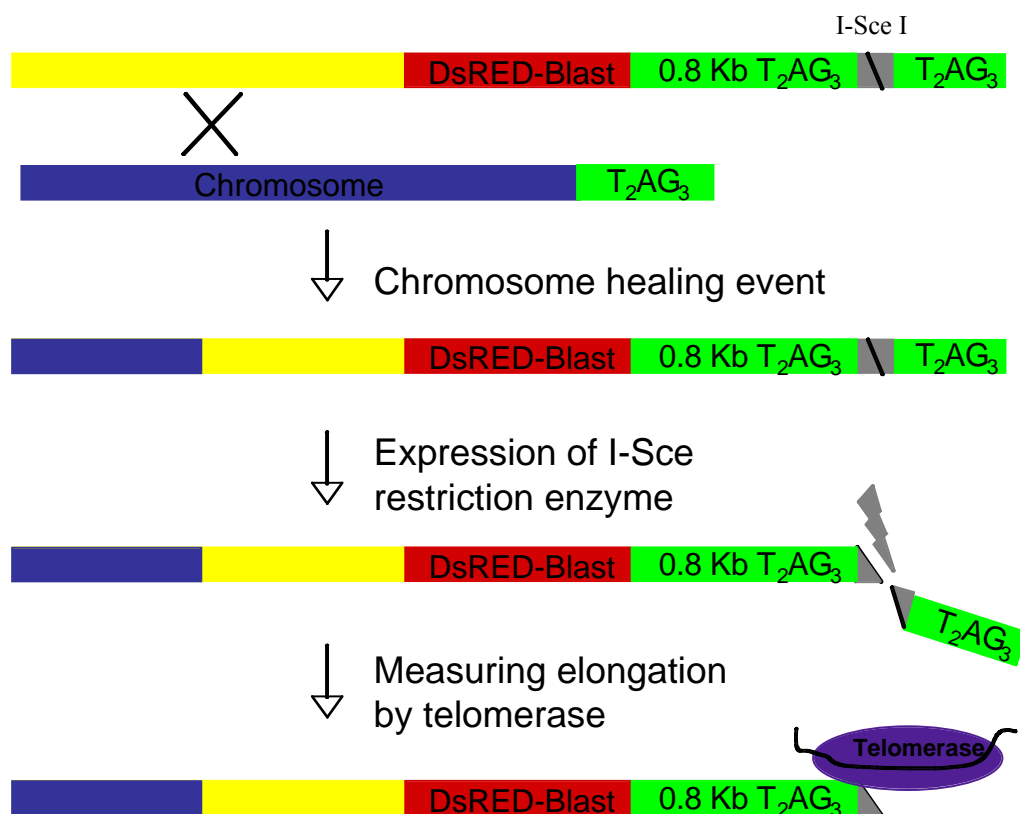 I-Sce I
DsRED-Blast 0.8 Kb T₂AG₃ T₂AG₃
Chromosome T₂AG₃
Chromosome healing event
DsRED-Blast 0.8 Kb T₂AG₃ T₂AG₃
Expression of I-Sce
restriction enzyme
DsRED-Blast 0.8 Kb T₂AG₃
T₂AG₃
Measuring elongation
by telomerase
Telomerase
DsRED-Blast 0.8 Kb T₂AG₃